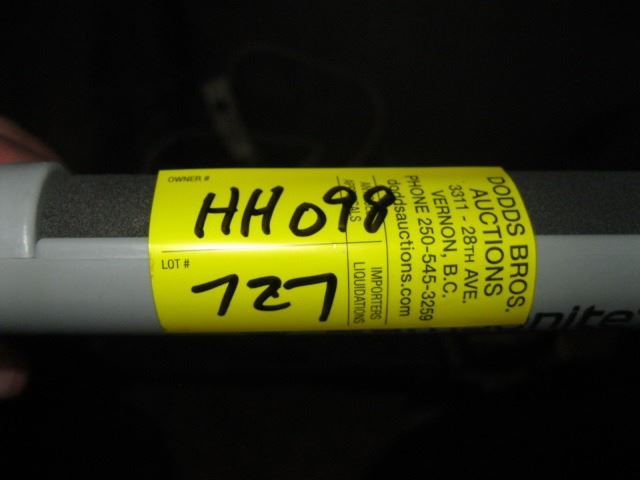 OWNER #
HH098
LOT #
727
DODDS BROS.
AUCTIONS
3311 - 28TH AVE.
VERNON, B.C.
PHONE 250-545-3259
doddsauctions.com
IMPORTERS
LIQUIDATIONS